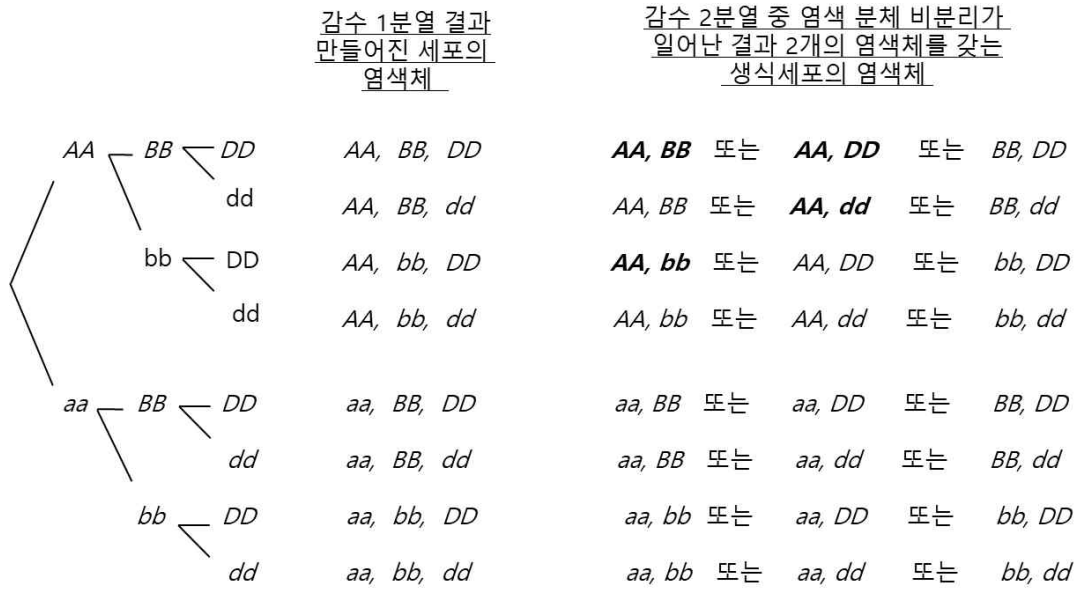 감수 1분열 결과
만들어진 세포의
염색체
감수 2분열 중 염색 분체 비분리가
일어난 결과 2개의 염색체를 갖는
생식세포의 염색체
AA BB DD AA, BB, DD AA, BB 또는 AA, DD 또는 BB, DD
dd AA, BB, dd AA, BB 또는 AA, dd 또는 BB, dd
bb DD AA, bb, DD AA, bb 또는 AA, DD 또는 bb, DD
dd AA, bb, dd AA, bb 또는 AA, dd 또는 bb, dd
aa BB DD aa, BB, DD aa, BB 또는 aa, DD 또는 BB, DD
dd aa, BB, dd aa, BB 또는 aa, dd 또는 BB, dd
bb DD aa, bb, DD aa, bb 또는 aa, DD 또는 bb, DD
dd aa, bb, dd aa, bb 또는 aa, dd 또는 bb, dd